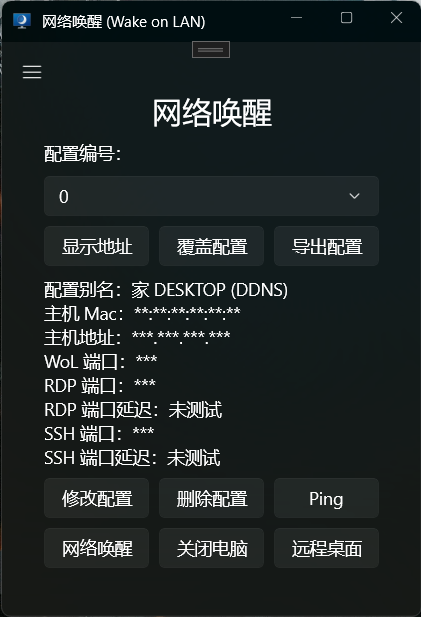 网络唤醒 (Wake on LAN)
网络唤醒
配置编号：
0
显示地址 覆盖配置 导出配置
配置别名：家 DESKTOP (DDNS)
主机 Mac：**:**:**:**:**:**
主机地址：***.***.***.***
WoL 端口：***
RDP 端口：***
RDP 端口延迟：未测试
SSH 端口：***
SSH 端口延迟：未测试
修改配置 删除配置 Ping
网络唤醒 关闭电脑 远程桌面